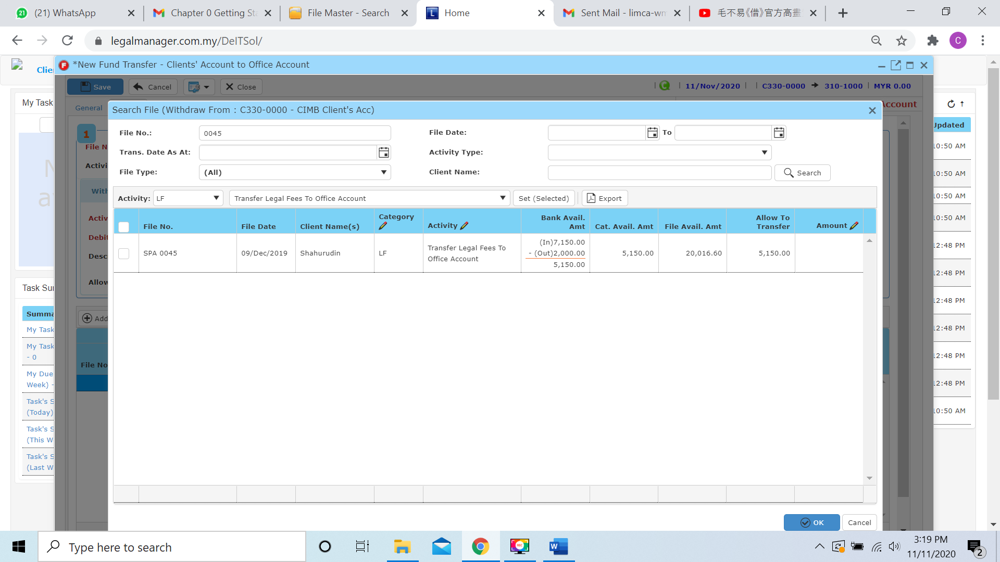 (21) WhatsApp
Chapter 0 Getting Sta
File Master - Search
Home
Sent Mail - limca-wm
毛不易《借》官方高畫
legalmanager.com.my/DeITSol/
C
*New Fund Transfer - Clients' Account to Office Account
Save
Cancel
Close
11/Nov/2020
C330-0000
310-1000
MYR 0.00
General
Account
Search File (Withdraw From : C330-0000 - CIMB Client's Acc)
File No.:
0045
File Date:
To
Trans. Date As At:
Activity Type:
File Type:
(All)
Client Name:
Search
Activity:
LF
Transfer Legal Fees To Office Account
Set (Selected)
Export
File No.
File Date
Client Name(s)
Category
Activity
Bank Avail.
Amt
Cat. Avail. Amt
File Avail. Amt
Allow To
Transfer
Amount
SPA 0045
09/Dec/2019
Shahurudin
LF
Transfer Legal Fees To
Office Account
(In)7,150.00
- (Out)2,000.00
5,150.00
5,150.00
20,016.60
5,150.00
OK
Cancel
Clie
My Task
1
File N
Activi
With
Activ
Debit
Desc
Allow
Add
File No
Task Su
Summa
My Task
My Task
- 0
My Due
Week) -
Task's S
(Today)
Task's S
(This W
Task's S
(Last W
Updated
10:50 AM
10:50 AM
10:50 AM
10:50 AM
12:48 PM
12:48 PM
12:48 PM
12:48 PM
12:48 PM
12:48 PM
10:50 AM
Type here to search
3:19 PM
11/11/2020
2